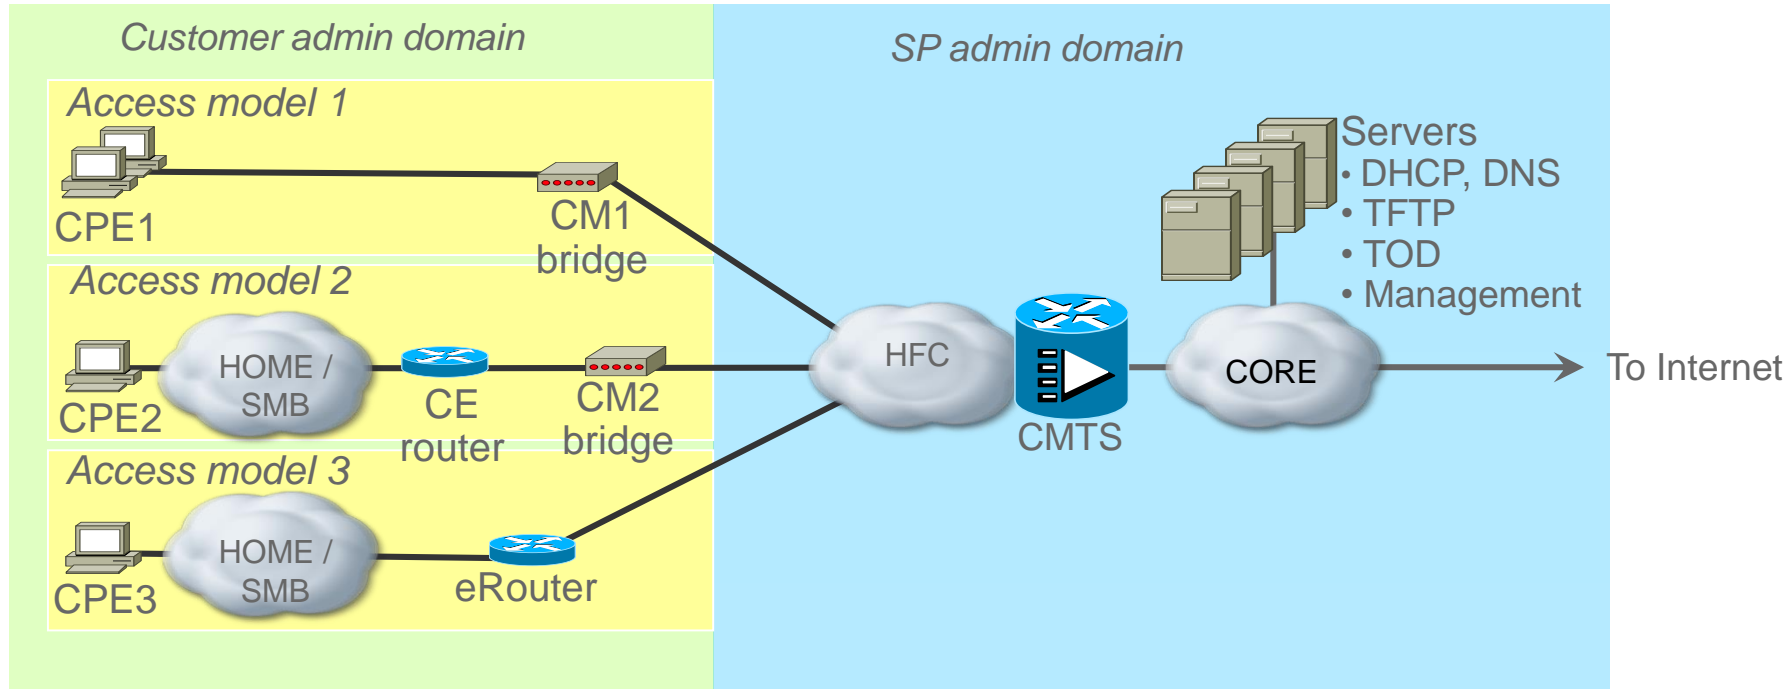 Customer admin domain
SP admin domain
Access model 1
CPE1
CM1
bridge
Access model 2
HOME /
SMB
CPE2
CE
router
CM2
bridge
Access model 3
HOME /
SMB
CPE3
eRouter
HFC
CMTS
CORE
Servers
• DHCP, DNS
• TFTP
• TOD
• Management
To Internet